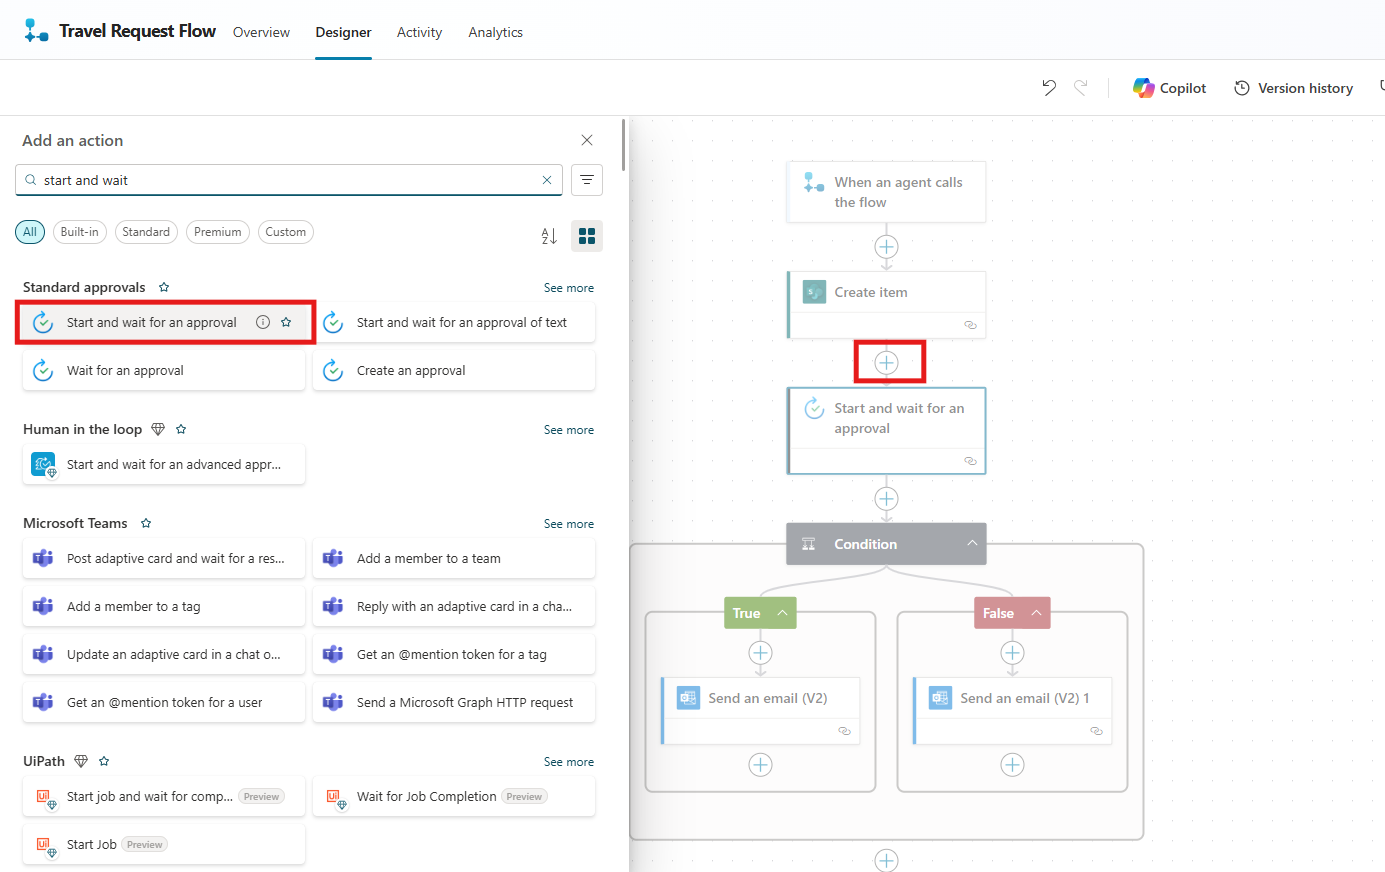 Travel Request Flow
Overview
Designer
Activity
Analytics
Copilot
Version history
Add an action
start and wait
All
Built-in
Standard
Premium
Custom
Standard approvals
See more
Start and wait for an approval
Start and wait for an approval of text
Wait for an approval
Create an approval
Human in the loop
See more
Start and wait for an advanced appr...
Microsoft Teams
See more
Post adaptive card and wait for a res...
Add a member to a team
Add a member to a tag
Reply with an adaptive card in a cha...
Update an adaptive card in a chat o...
Get an @mention token for a tag
Get an @mention token for a user
Send a Microsoft Graph HTTP request
UiPath
See more
Start job and wait for comp...
Preview
Wait for Job Completion
Preview
Start Job
Preview
When an agent calls
the flow
Create item
Start and wait for an
approval
Condition
True
False
Send an email (V2)
Send an email (V2) 1